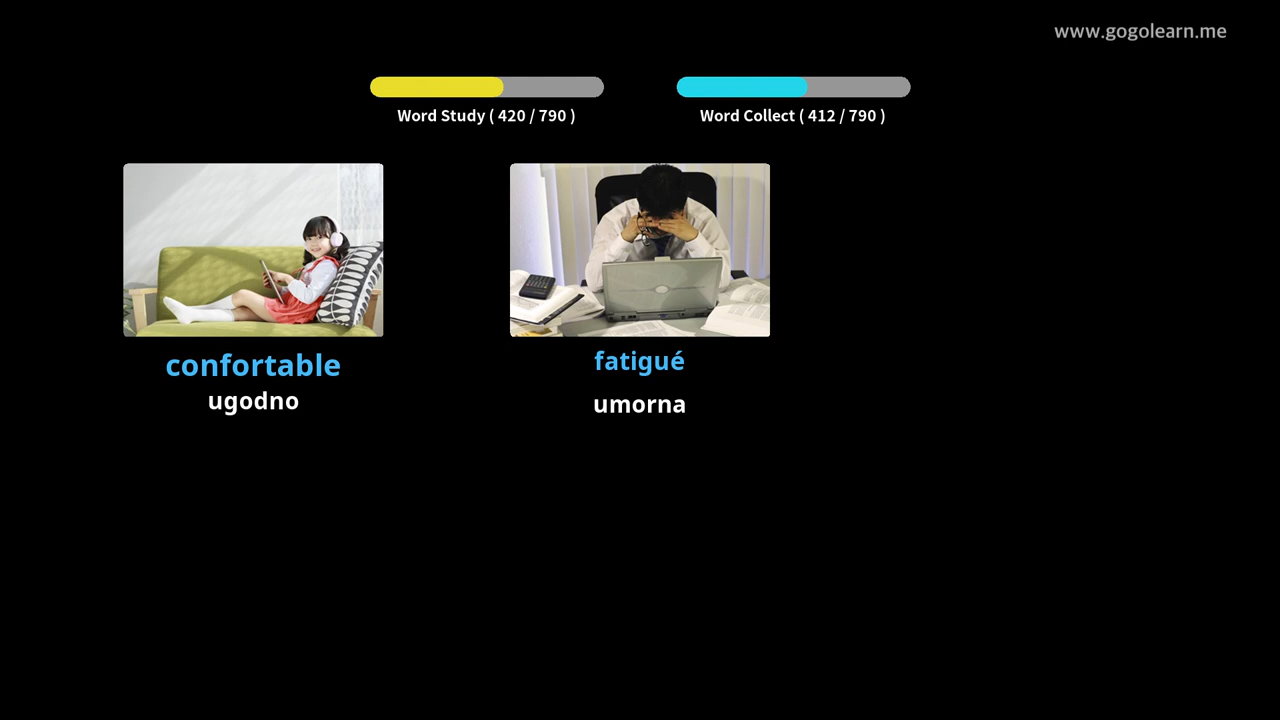 www.gogolearn.me
Word Study ( 420 / 790 )
Word Collect ( 412 / 790 )
confortable
ugodno
fatigué
umorna